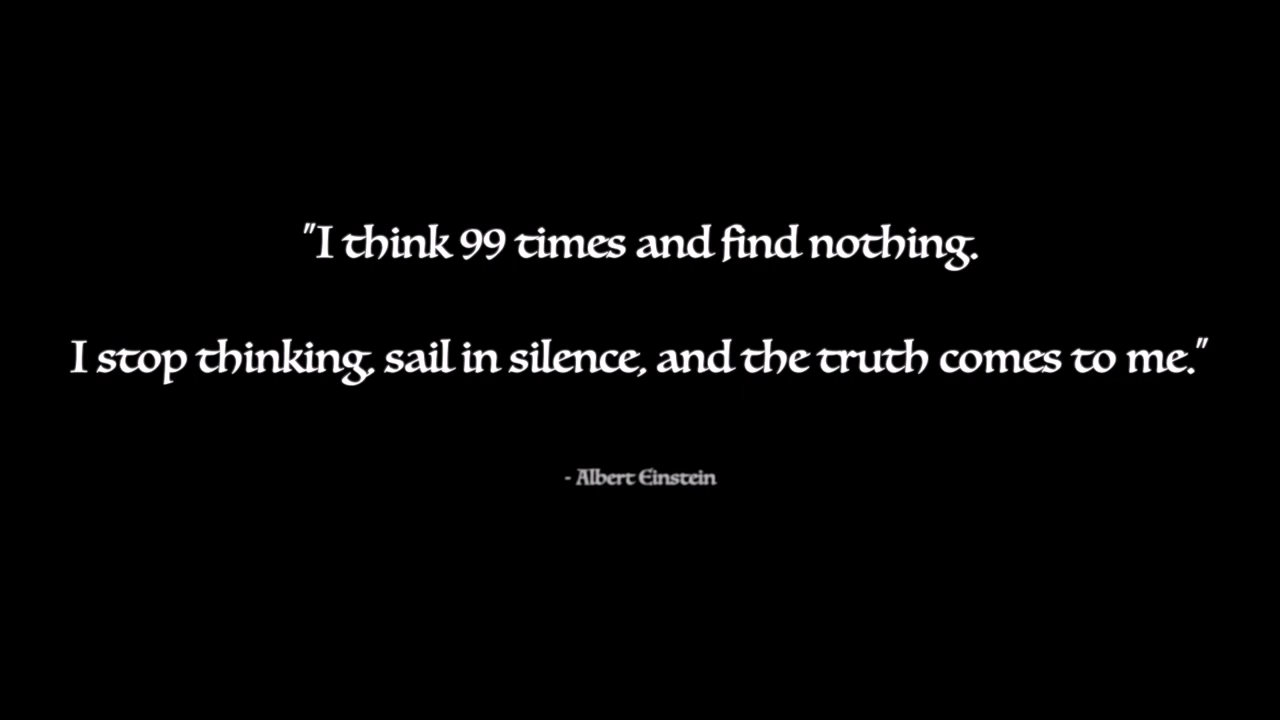 "I think 99 times and find nothing.
I stop thinking, sail in silence, and the truth comes to me."
- Albert Einstein